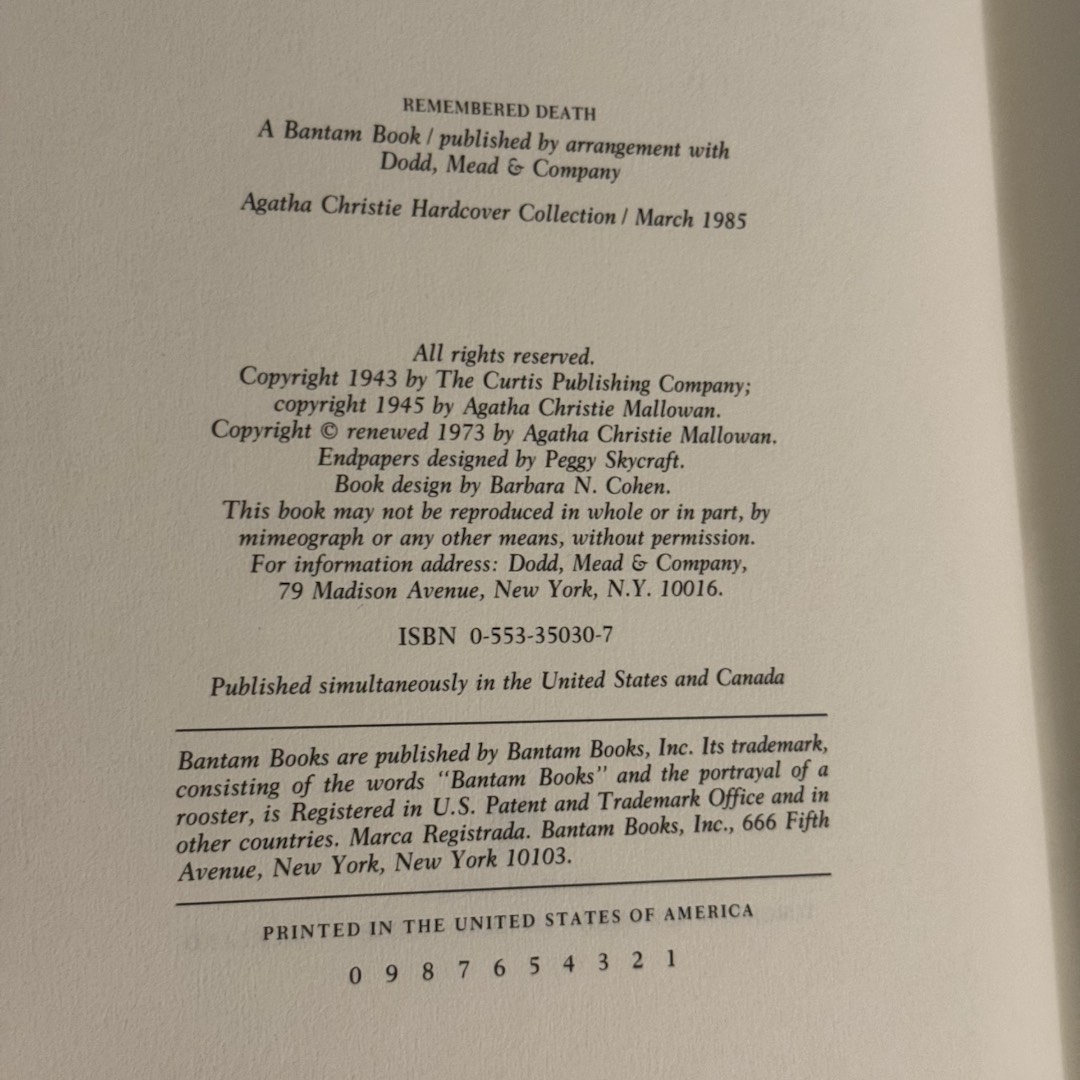 REMEMBERED DEATH
A Bantam Book / published by arrangement with
Dodd, Mead & Company
Agatha Christie Hardcover Collection / March 1985
All rights reserved.
Copyright 1943 by The Curtis Publishing Company;
copyright 1945 by Agatha Christie Mallowan.
Copyright © renewed 1973 by Agatha Christie Mallowan.
Endpapers designed by Peggy Skycraft.
Book design by Barbara N. Cohen.
This book may not be reproduced in whole or in part, by
mimeograph or any other means, without permission.
For information address: Dodd, Mead & Company,
79 Madison Avenue, New York, N.Y. 10016.
ISBN 0-553-35030-7
Published simultaneously in the United States and Canada
Bantam Books are published by Bantam Books, Inc. Its trademark,
consisting of the words "Bantam Books" and the portrayal of a
rooster, is Registered in U.S. Patent and Trademark Office and in
other countries. Marca Registrada. Bantam Books, Inc., 666 Fifth
Avenue, New York, New York 10103.
PRINTED IN THE UNITED STATES OF AMERICA
0 9 8 7 6 5 4 3 2 1